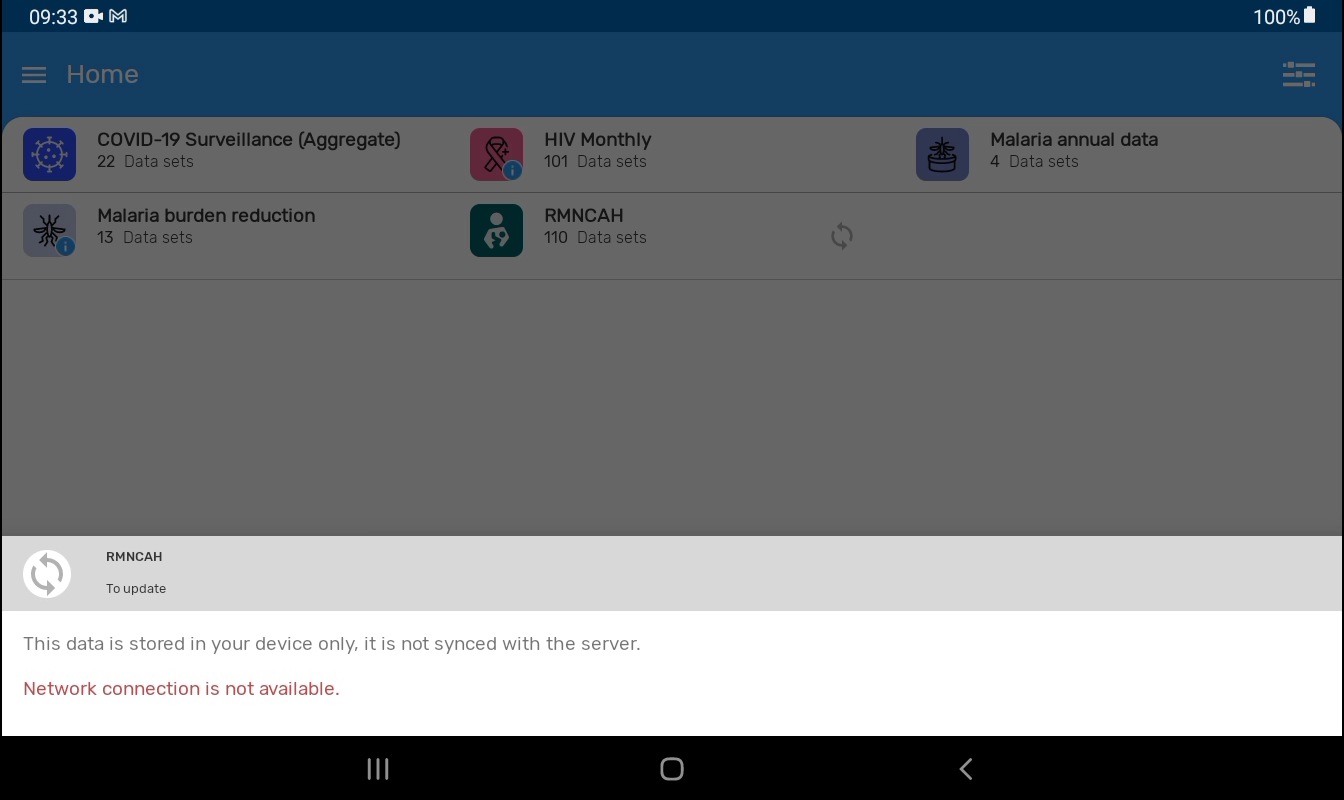 09:33
100%
Home
COVID-19 Surveillance (Aggregate)
22 Data sets
HIV Monthly
101 Data sets
Malaria annual data
4 Data sets
Malaria burden reduction
13 Data sets
RMNCAH
110 Data sets
RMNCAH
To update
This data is stored in your device only, it is not synced with the server.
Network connection is not available.